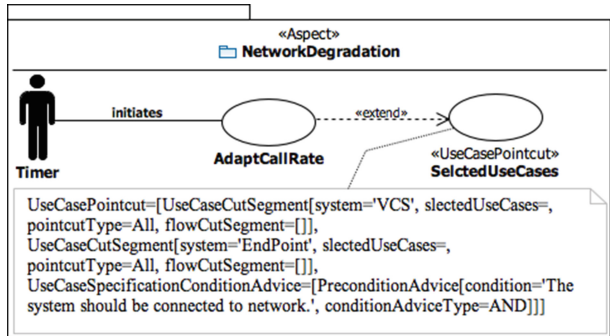 «Aspect»
NetworkDegradation
initiates
«extend»
Timer
AdaptCallRate
«UseCasePointcut»
SelctedUseCases
UseCasePointcut=[UseCaseCutSegment[system='VCS', slectedUseCases=,
pointcutType=All, flowCutSegment=[]],
UseCaseCutSegment[system='EndPoint', slectedUseCases=,
pointcutType=All, flowCutSegment=[]],
UseCaseSpecificationConditionAdvice=[PreconditionAdvice[condition='The
system should be connected to network.', conditionAdviceType=AND]]]